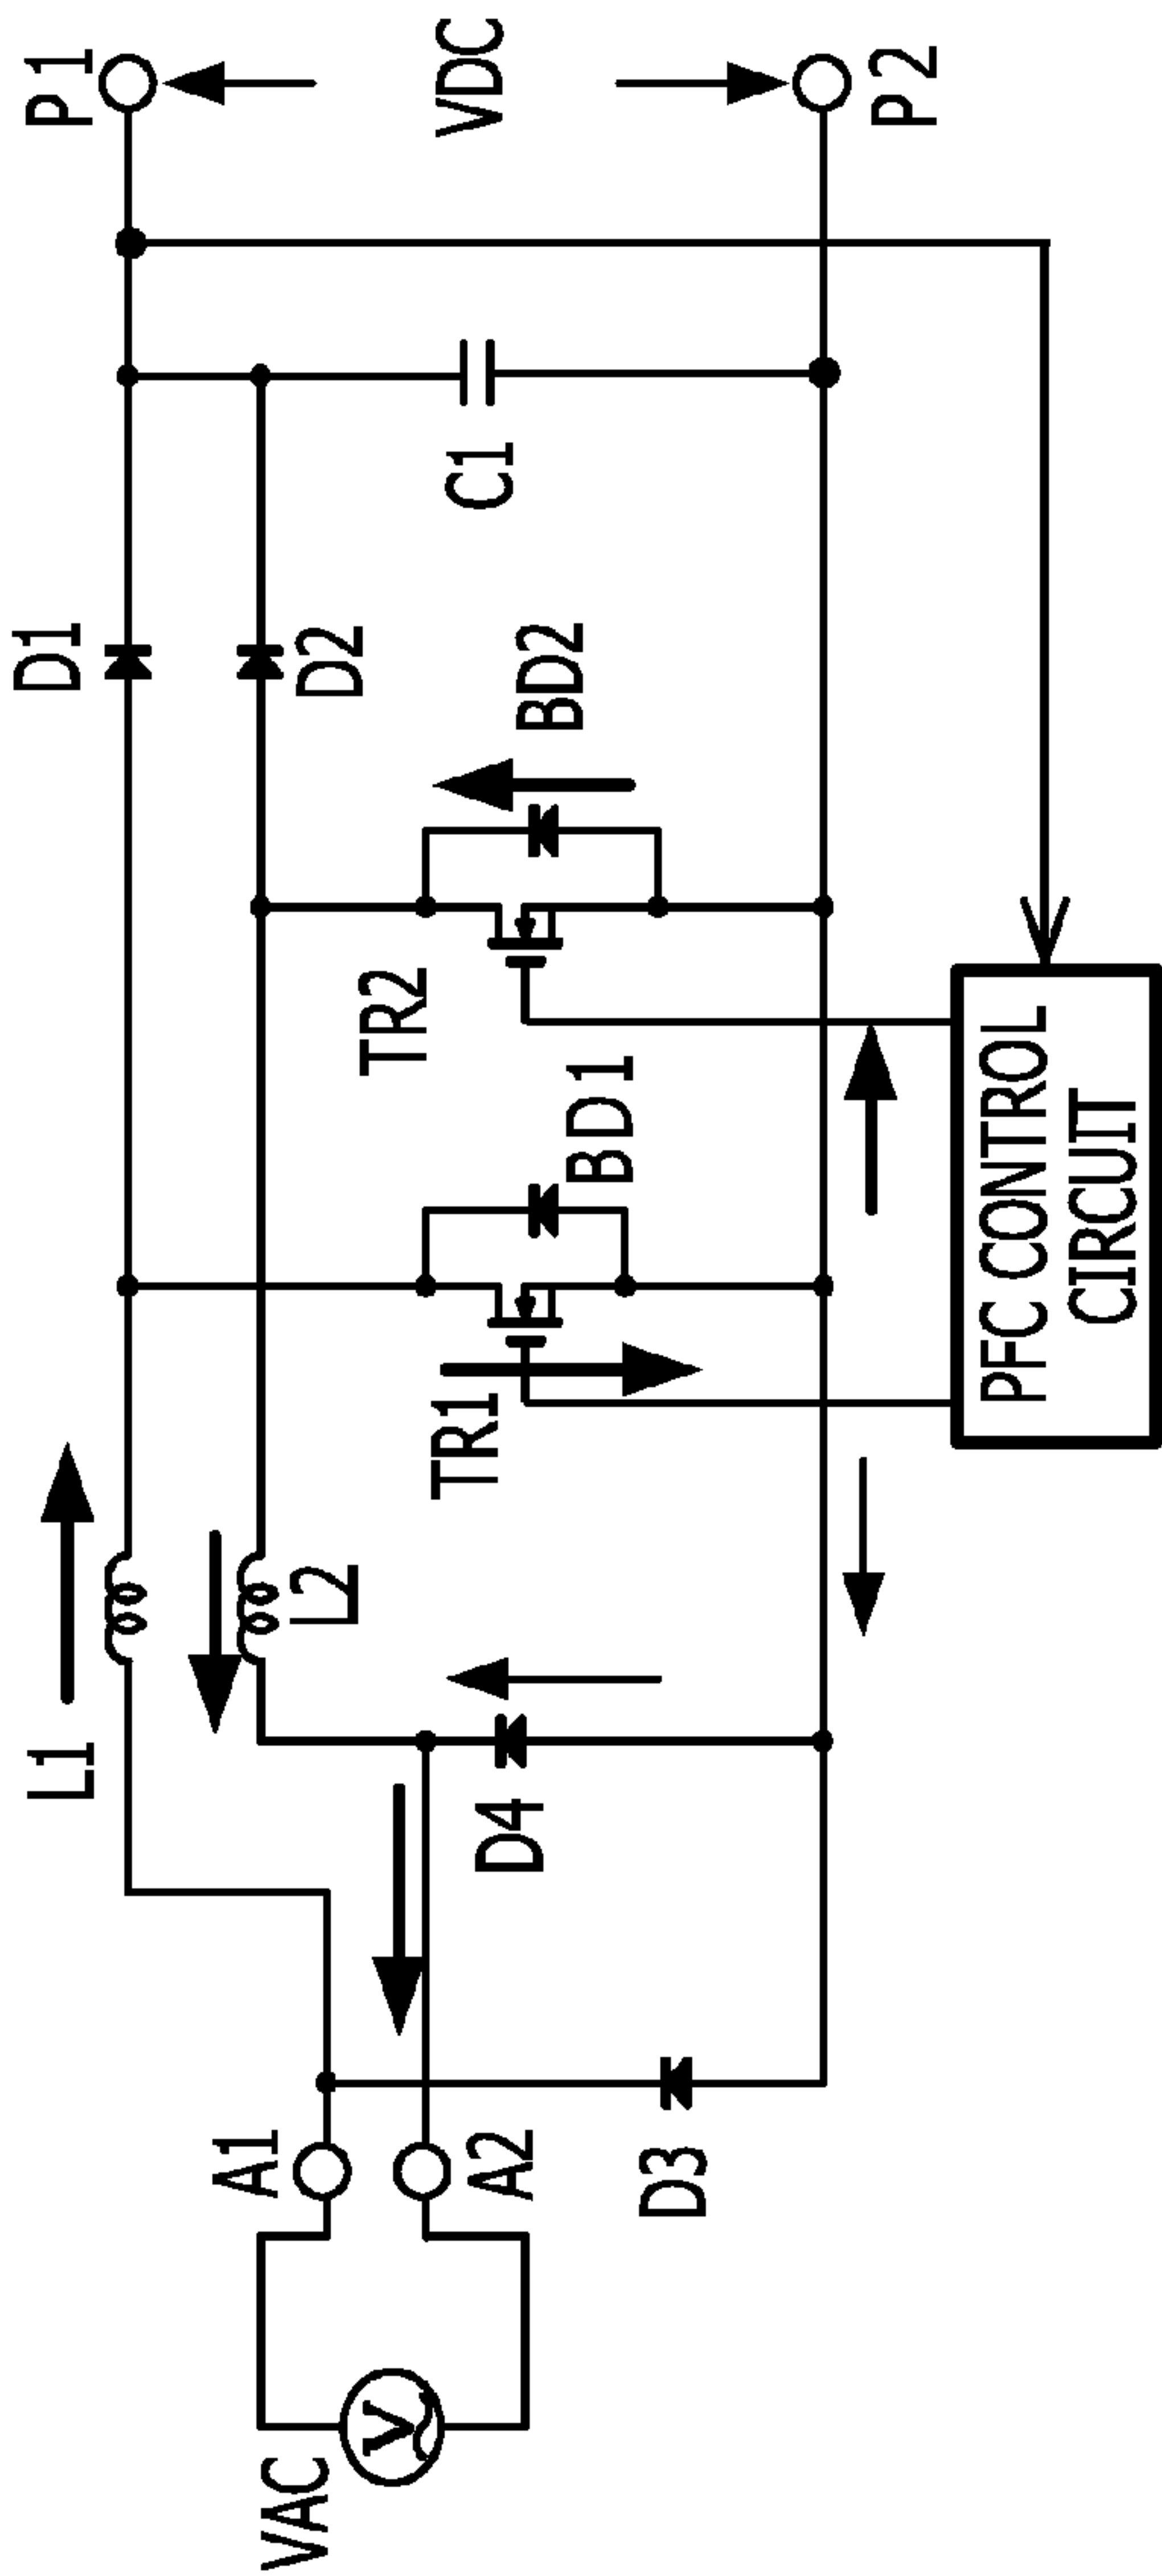 VAC
V
A1
A2
D3
L1
D4
L2
TR1
BD1
TR2
BD2
D1
D2
C1
P1
VDC
P2
PFC CONTROL
CIRCUIT